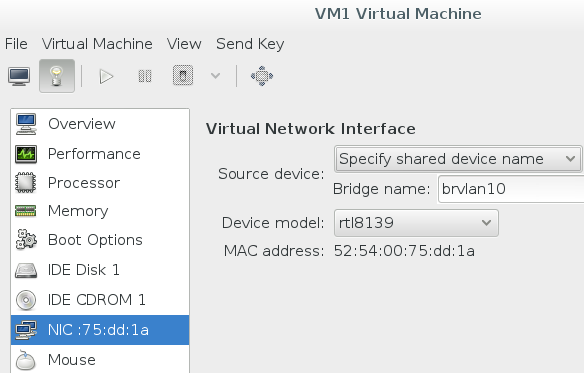 VM1 Virtual Machine
File Virtual Machine View Send Key
Overview
Performance
Processor
Memory
Boot Options
IDE Disk 1
IDE CDROM 1
NIC :75:dd:1a
Mouse
Virtual Network Interface
Source device: Specify shared device name
Bridge name: brvlan10
Device model: rtl8139
MAC address: 52:54:00:75:dd:1a